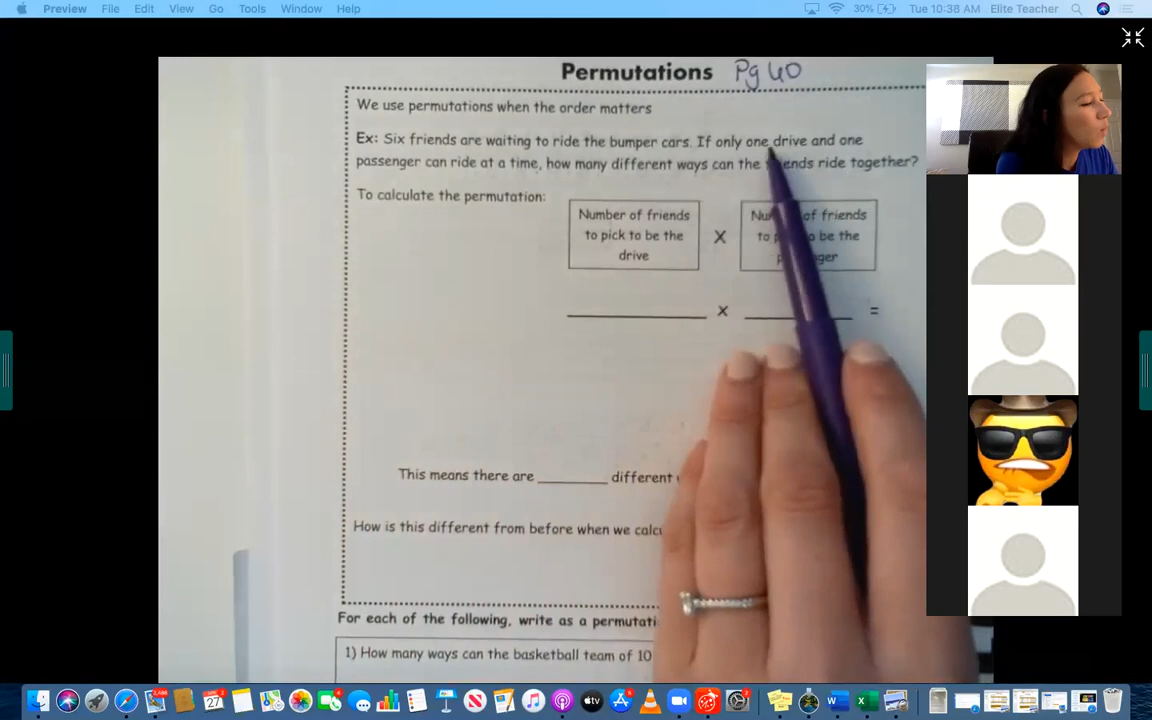 Preview File Edit View Go Tools Window Help 30% Tue 10:38 AM Elite Teacher
Permutations Pg 40
We use permutations when the order matters
Ex: Six friends are waiting to ride the bumper cars. If only one drive and one
passenger can ride at a time, how many different ways can the friends ride together?
To calculate the permutation:
Number of friends
to pick to be the
drive
X
of friends
be the
x =
This means there are ______ different
How is this different from before when we
For each of the following, write as a
1) How many ways can the basketball team of 10
27